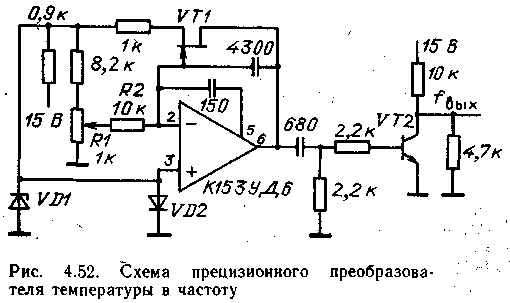 0,9к
VT1
1к
4300
15 В
8,2к
R2
150
10к
fвых
15 В
10к
R1
2
−
5
6
680
2,2к
VT2
1к
3
+
К153УД6
2,2к
4,7к
VD1
VD2
Рис. 4.52. Схема прецизионного преобразова-
теля температуры в частоту